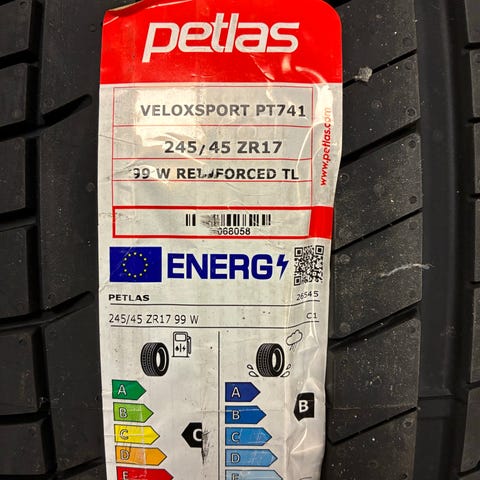 petlas
VELOXSPORT PT741
245/45 ZR17
99 W REINFORCED TL
www.petlas.com
068058
ENERG
PETLAS
26545
245/45 ZR17 99 W
C1
A
A
B
B
B
C
C
C
D
D
E